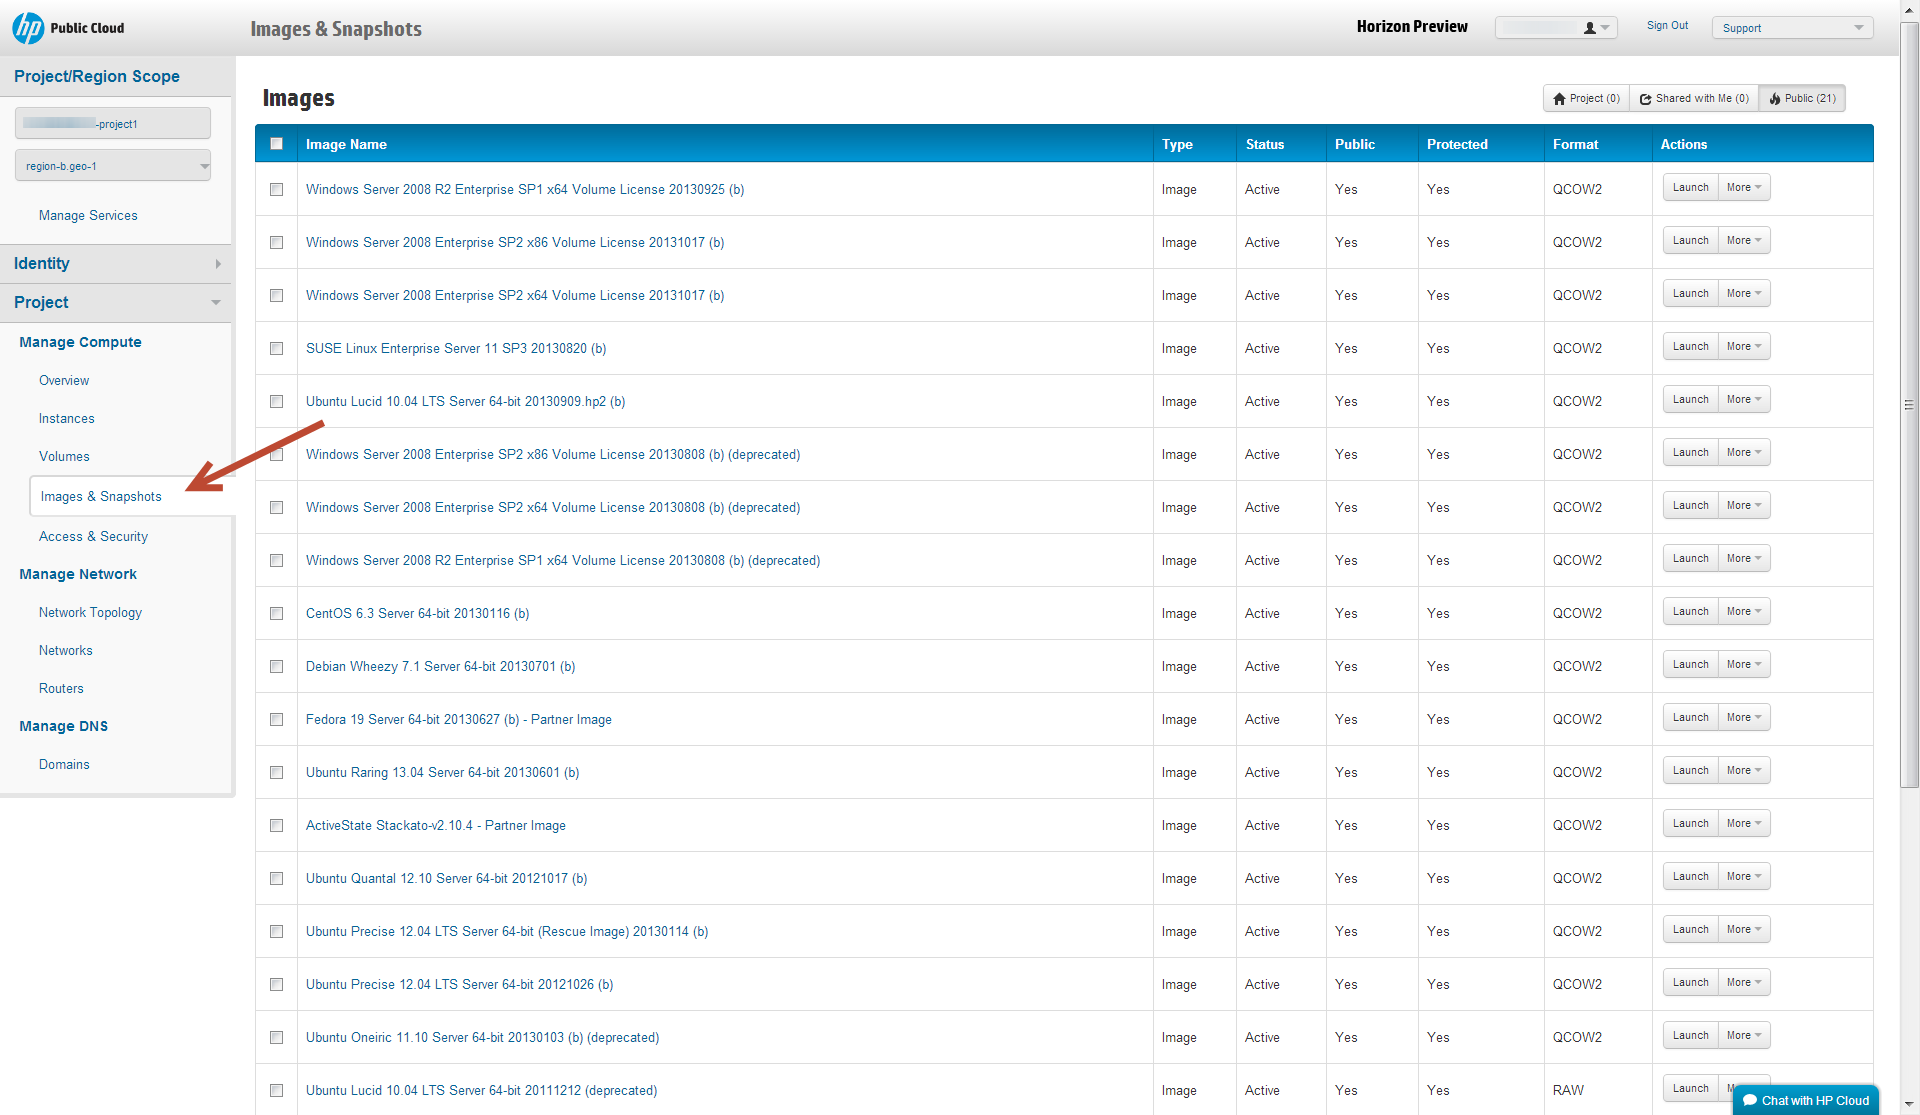 hp Public Cloud
Images & Snapshots
Horizon Preview
Sign Out
Support
Project/Region Scope
-project1
region-b.geo-1
Manage Services
Identity
Project
Manage Compute
Overview
Instances
Volumes
Images & Snapshots
Access & Security
Manage Network
Network Topology
Networks
Routers
Manage DNS
Domains
Images
Project (0) Shared with Me (0) Public (21)
Image Name Type Status Public Protected Format Actions
Windows Server 2008 R2 Enterprise SP1 x64 Volume License 20130925 (b) Image Active Yes Yes QCOW2 Launch More
Windows Server 2008 Enterprise SP2 x86 Volume License 20131017 (b) Image Active Yes Yes QCOW2 Launch More
Windows Server 2008 Enterprise SP2 x64 Volume License 20131017 (b) Image Active Yes Yes QCOW2 Launch More
SUSE Linux Enterprise Server 11 SP3 20130820 (b) Image Active Yes Yes QCOW2 Launch More
Ubuntu Lucid 10.04 LTS Server 64-bit 20130909.hp2 (b) Image Active Yes Yes QCOW2 Launch More
Windows Server 2008 Enterprise SP2 x86 Volume License 20130808 (b) (deprecated) Image Active Yes Yes QCOW2 Launch More
Windows Server 2008 Enterprise SP2 x64 Volume License 20130808 (b) (deprecated) Image Active Yes Yes QCOW2 Launch More
Windows Server 2008 R2 Enterprise SP1 x64 Volume License 20130808 (b) (deprecated) Image Active Yes Yes QCOW2 Launch More
CentOS 6.3 Server 64-bit 20130116 (b) Image Active Yes Yes QCOW2 Launch More
Debian Wheezy 7.1 Server 64-bit 20130701 (b) Image Active Yes Yes QCOW2 Launch More
Fedora 19 Server 64-bit 20130627 (b) - Partner Image Image Active Yes Yes QCOW2 Launch More
Ubuntu Raring 13.04 Server 64-bit 20130601 (b) Image Active Yes Yes QCOW2 Launch More
ActiveState Stackato-v2.10.4 - Partner Image Image Active Yes Yes QCOW2 Launch More
Ubuntu Quantal 12.10 Server 64-bit 20121017 (b) Image Active Yes Yes QCOW2 Launch More
Ubuntu Precise 12.04 LTS Server 64-bit (Rescue Image) 20130114 (b) Image Active Yes Yes QCOW2 Launch More
Ubuntu Precise 12.04 LTS Server 64-bit 20121026 (b) Image Active Yes Yes QCOW2 Launch More
Ubuntu Oneiric 11.10 Server 64-bit 20130103 (b) (deprecated) Image Active Yes Yes QCOW2 Launch More
Ubuntu Lucid 10.04 LTS Server 64-bit 20111212 (deprecated) Image Active Yes Yes RAW Launch
Chat with HP Cloud